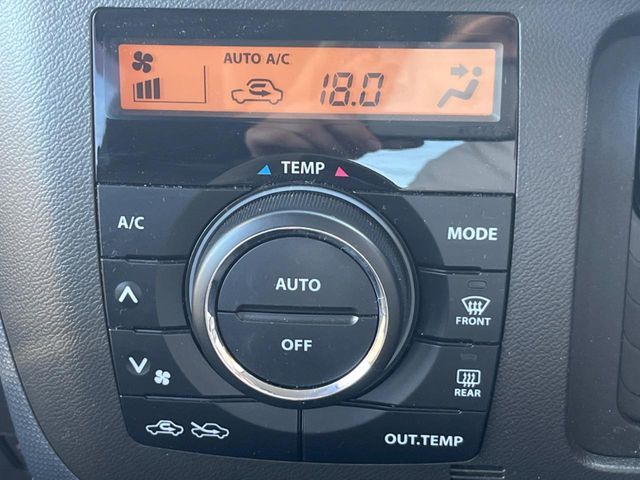 AUTO A/C
18.0
TEMP
A/C
MODE
AUTO
OFF
FRONT
REAR
OUT.TEMP